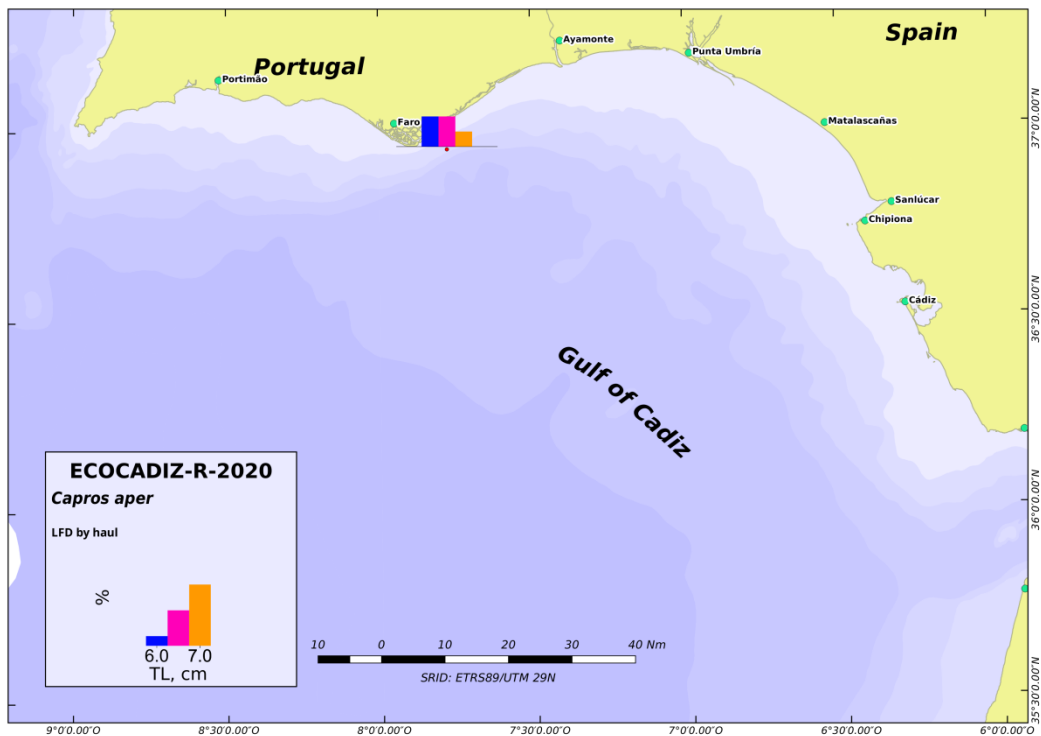 Spain
Ayamonte
Punta Umbría
Portugal
Portimão
Faro
Matalascañas
37°0'0.00"N
Sanlúcar
Chipiona
Cádiz
36°30'0.00"N
Gulf of Cadiz
ECOCADIZ-R-2020
Capros aper
LFD by haul
36°0'0.00"N
%
6.0 7.0
TL, cm
10 0 10 20 30 40 Nm
SRID: ETRS89/UTM 29N
35°30'0.00"N
9°0'0.00"O 8°30'0.00"O 8°0'0.00"O 7°30'0.00"O 7°0'0.00"O 6°30'0.00"O 6°0'0.00"O